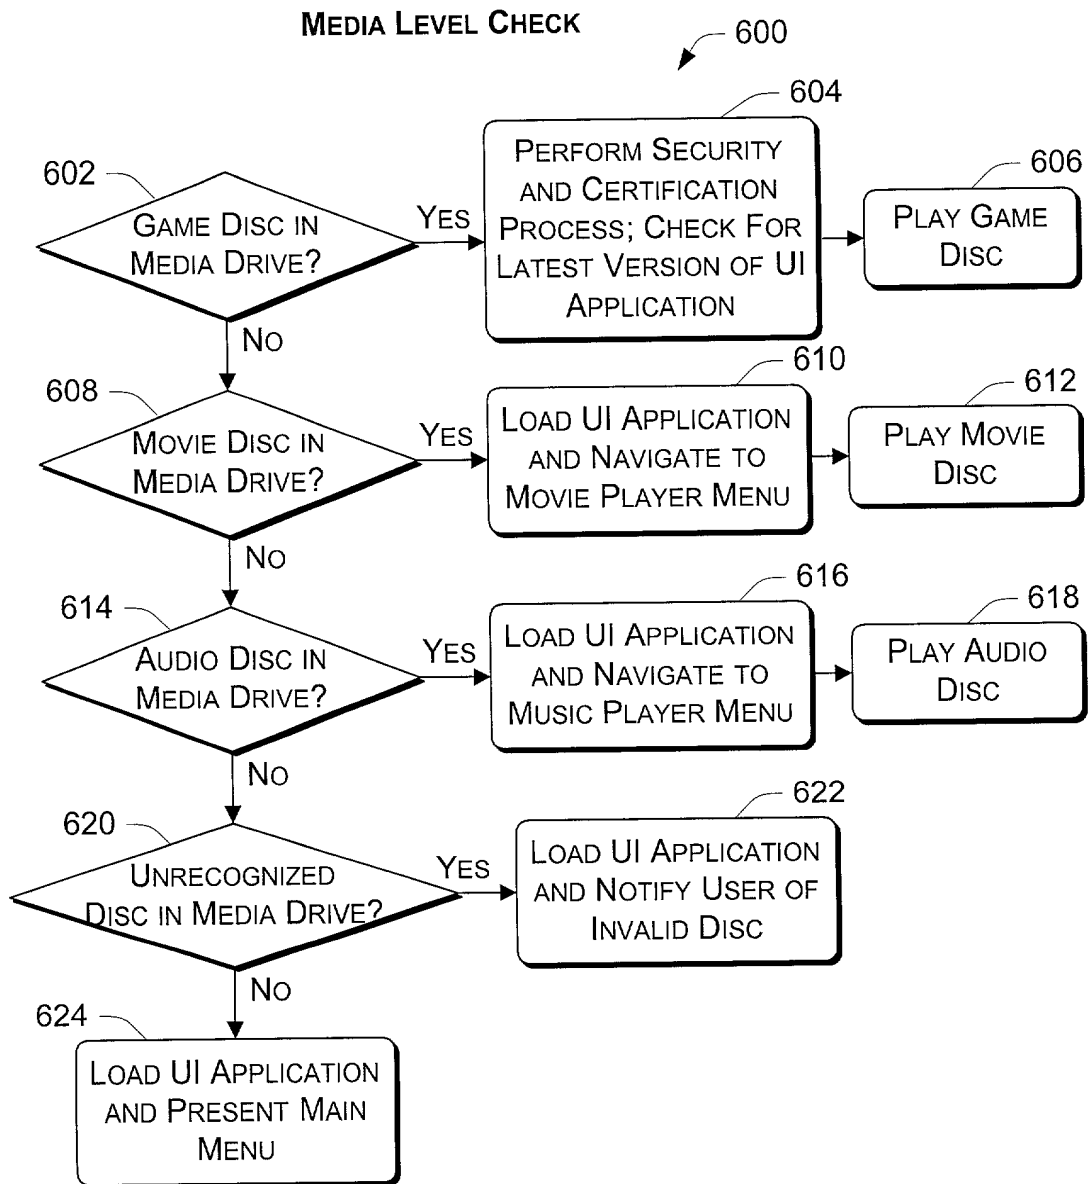 MEDIA LEVEL CHECK
600
604
PERFORM SECURITY
AND CERTIFICATION
PROCESS; CHECK FOR
LATEST VERSION OF UI
APPLICATION
602
GAME DISC IN
MEDIA DRIVE?
YES
606
PLAY GAME
DISC
NO
608
MOVIE DISC IN
MEDIA DRIVE?
YES
610
LOAD UI APPLICATION
AND NAVIGATE TO
MOVIE PLAYER MENU
612
PLAY MOVIE
DISC
NO
614
AUDIO DISC IN
MEDIA DRIVE?
YES
616
LOAD UI APPLICATION
AND NAVIGATE TO
MUSIC PLAYER MENU
618
PLAY AUDIO
DISC
NO
620
UNRECOGNIZED
DISC IN MEDIA DRIVE?
YES
622
LOAD UI APPLICATION
AND NOTIFY USER OF
INVALID DISC
NO
624
LOAD UI APPLICATION
AND PRESENT MAIN
MENU